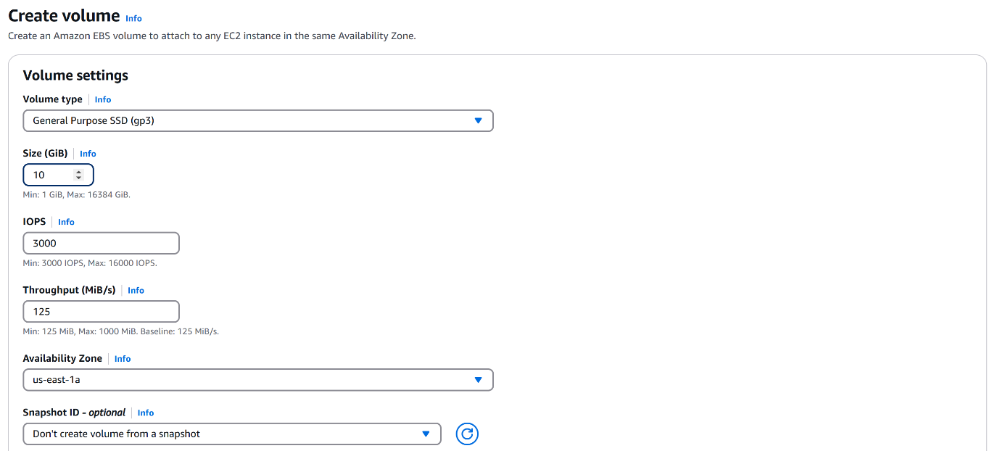 Create volume Info
Create an Amazon EBS volume to attach to any EC2 instance in the same Availability Zone.
Volume settings
Volume type Info
General Purpose SSD (gp3)
Size (GiB) Info
10
Min: 1 GiB, Max: 16384 GiB.
IOPS Info
3000
Min: 3000 IOPS, Max: 16000 IOPS.
Throughput (MiB/s) Info
125
Min: 125 MiB, Max: 1000 MiB. Baseline: 125 MiB/s.
Availability Zone Info
us-east-1a
Snapshot ID - optional Info
Don't create volume from a snapshot